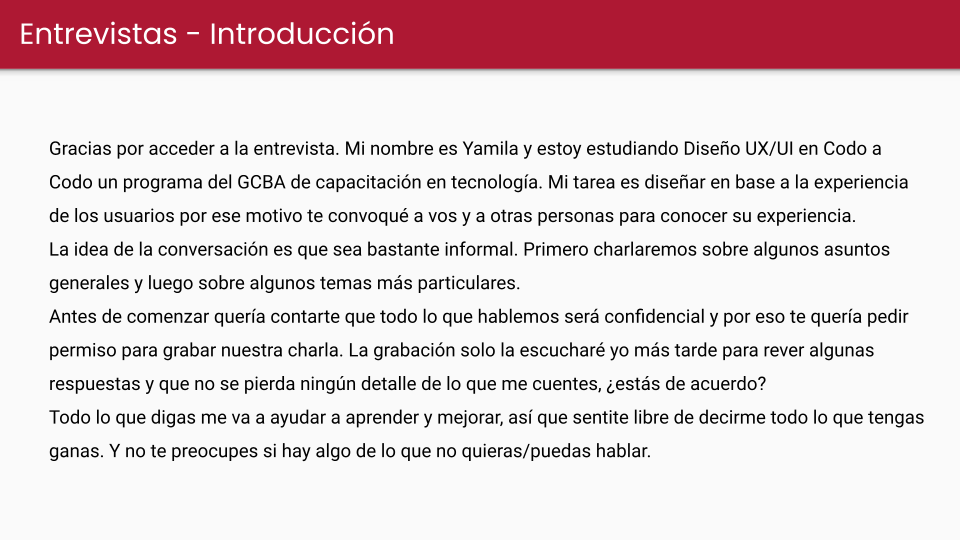 Entrevistas - Introducción
Gracias por acceder a la entrevista. Mi nombre es Yamila y estoy estudiando Diseño UX/UI en Codo a
Codo un programa del GCBA de capacitación en tecnología. Mi tarea es diseñar en base a la experiencia
de los usuarios por ese motivo te convoqué a vos y a otras personas para conocer su experiencia.
La idea de la conversación es que sea bastante informal. Primero charlaremos sobre algunos asuntos
generales y luego sobre algunos temas más particulares.
Antes de comenzar quería contarte que todo lo que hablemos será confidencial y por eso te quería pedir
permiso para grabar nuestra charla. La grabación solo la escucharé yo más tarde para rever algunas
respuestas y que no se pierda ningún detalle de lo que me cuentes, ¿estás de acuerdo?
Todo lo que digas me va a ayudar a aprender y mejorar, así que sentite libre de decirme todo lo que tengas
ganas. Y no te preocupes si hay algo de lo que no quieras/puedas hablar.